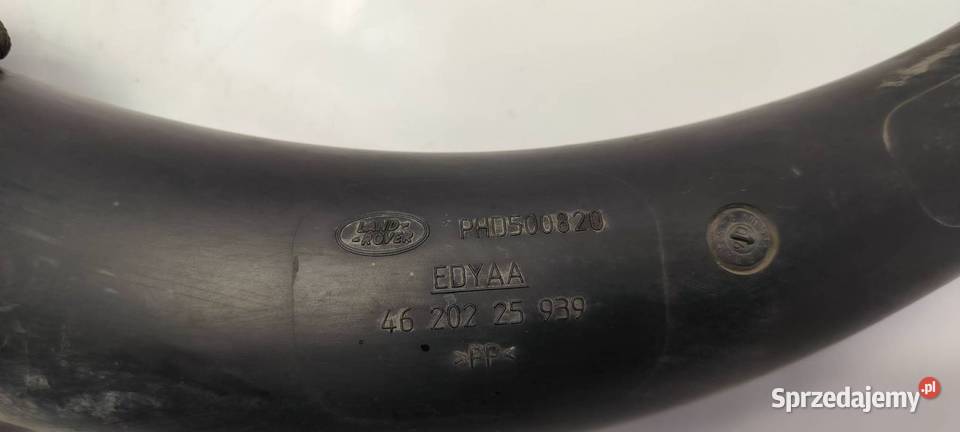 LAND-
-ROVER
PHD500820
EDYAA
46 202 25 939
>PP<
Sprzedajemy.pl